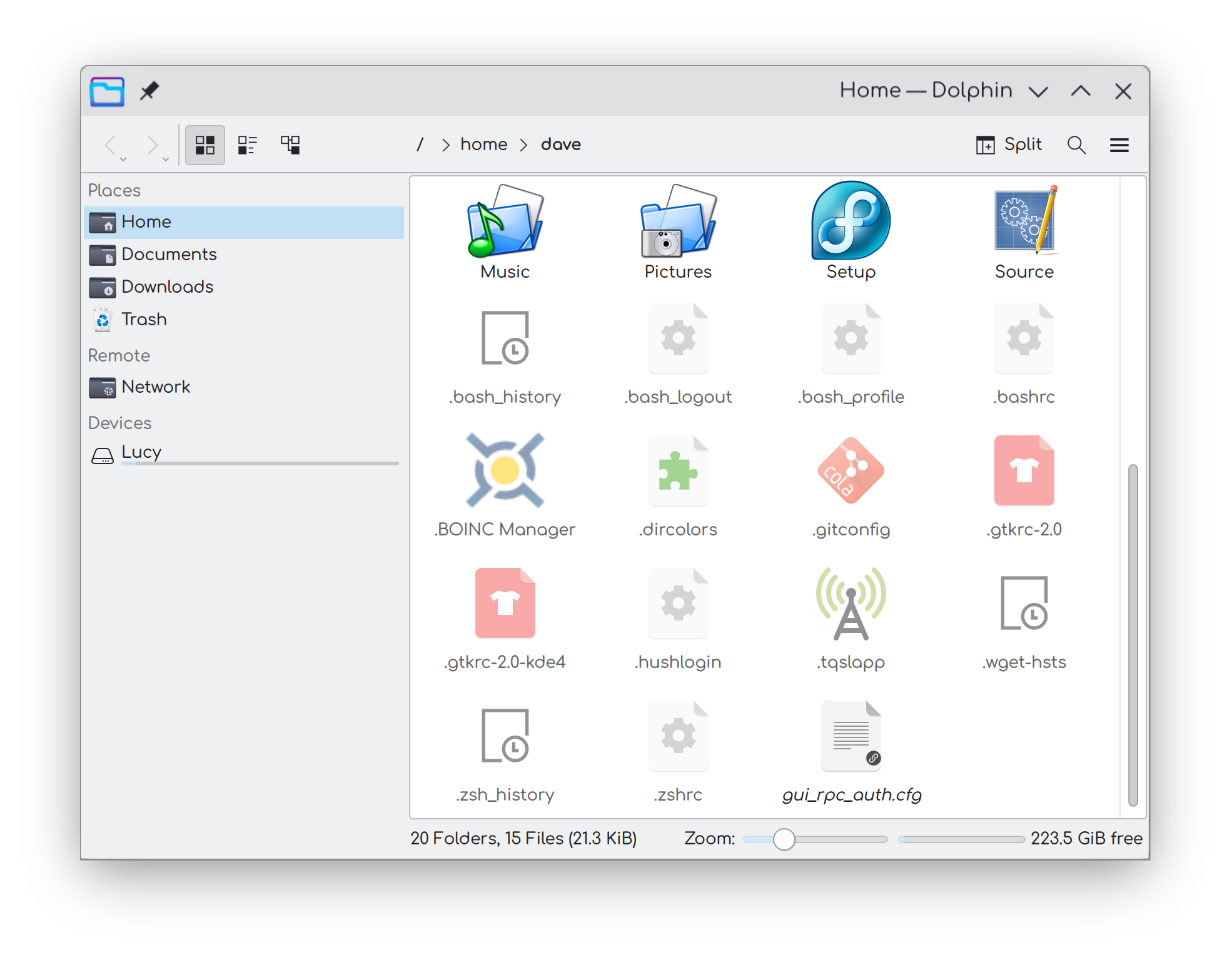 Home — Dolphin
/ > home > dave
Split
Places
Home
Documents
Downloads
Trash
Remote
Network
Devices
Lucy
Music Pictures Setup Source
.bash_history .bash_logout .bash_profile .bashrc
cola
.BOINC Manager .dircolors .gitconfig .gtkrc-2.0
.gtkrc-2.0-kde4 .hushlogin .tqslapp .wget-hsts
.zsh_history .zshrc gui_rpc_auth.cfg
20 Folders, 15 Files (21.3 KiB) Zoom: 223.5 GiB free